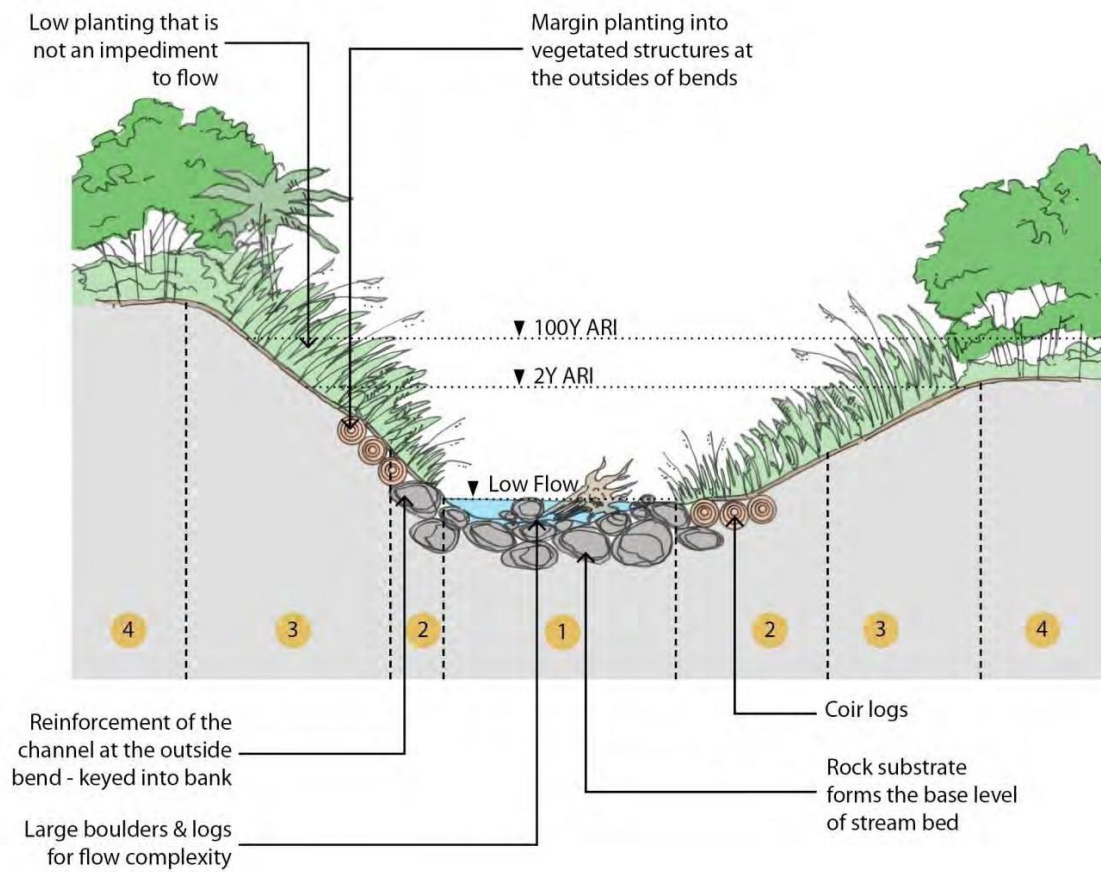 Low planting that is
not an impediment
to flow
Margin planting into
vegetated structures at
the outsides of bends
▼ 100Y ARI
▼ 2Y ARI
▼ Low Flow
4
3
2
1
2
3
4
Reinforcement of the
channel at the outside
bend - keyed into bank
Large boulders & logs
for flow complexity
Coir logs
Rock substrate
forms the base level
of stream bed